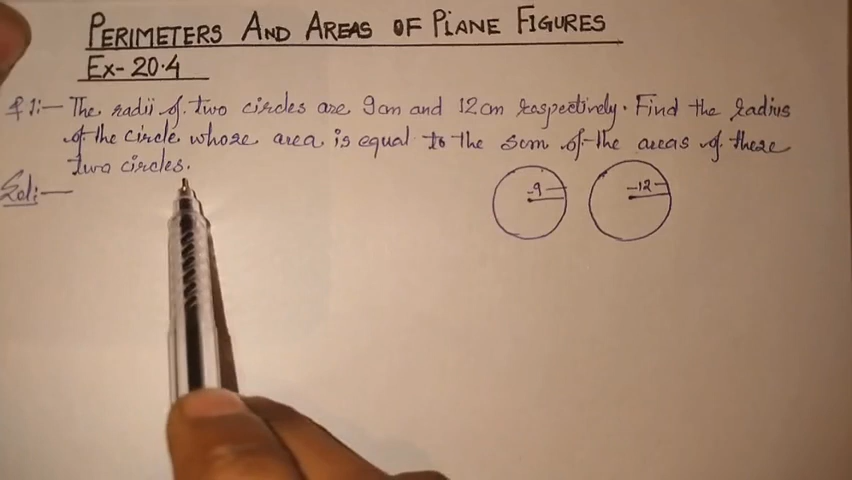 PERIMETERS AND AREAS OF PlANE FIGURES
Ex- 20.4
Q 1:- The radii of two circles are 9cm and 12cm respectively. Find the radius
of the circle whose area is equal to the sum of the areas of these
two circles.
Sol:-
9
12